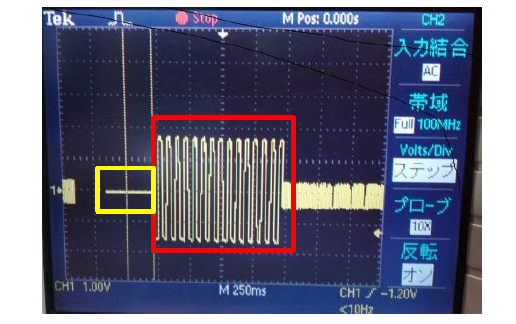 Tek
Stop
M Pos: 0.000s
CH2
入力結合
AC
帯域
Full 100MHz
Volts/Div
ステップ
プローブ
10X
反転
オン
1
CH1 1.00V
M 250ms
CH1 -1.20V
<10Hz